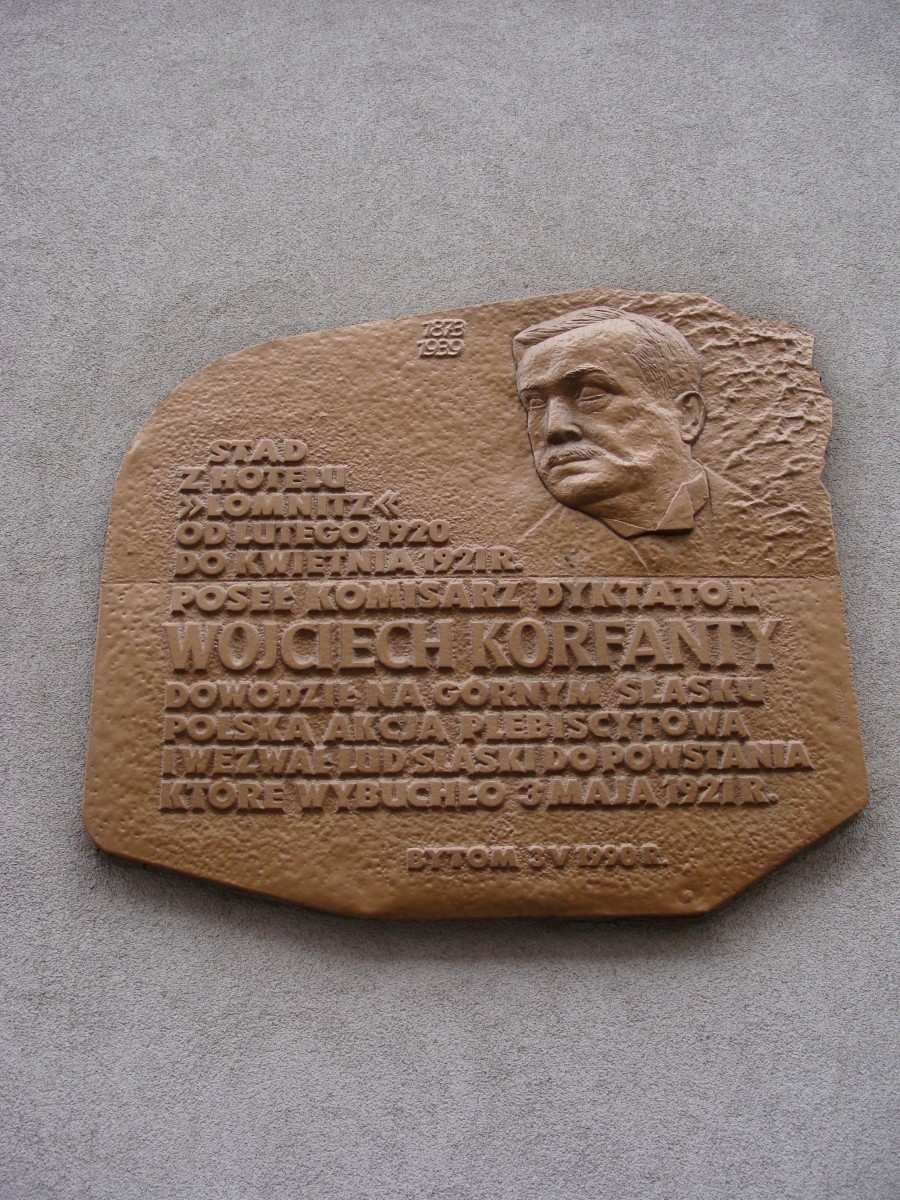 1873
1939
STĄD
Z HOTELU
»ŁOMNITZ«
OD LUTEGO 1920
DO KWIETNIA 1921 R.
POSEŁ KOMISARZ DYKTATOR
WOJCIECH KORFANTY
DOWODZIŁ NA GÓRNYM ŚLĄSKU
POLSKĄ AKCJĄ PLEBISCYTOWĄ
I WEZWAŁ LUD ŚLĄSKI DO POWSTANIA
KTÓRE WYBUCHŁO 3 MAJA 1921 R.
BYTOM 3 V 1990 R.